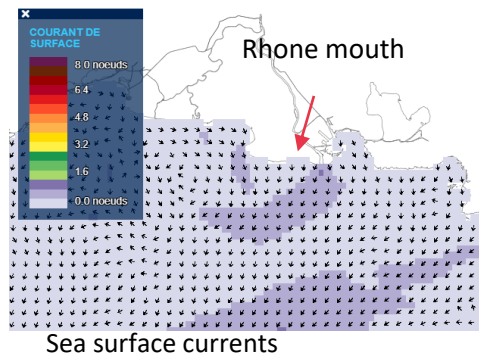 COURANT DE
SURFACE
8.0 noeuds
6.4
4.8
3.2
1.6
0.0 noeuds
Rhone mouth
Sea surface currents